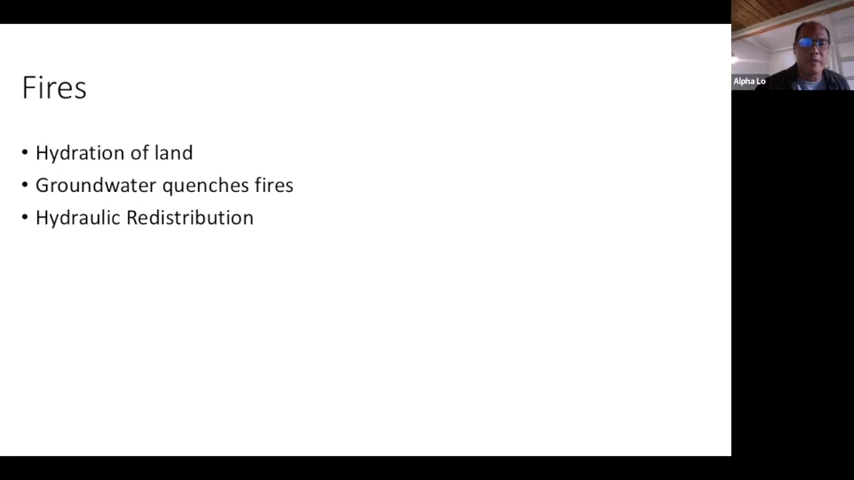 Fires
• Hydration of land
• Groundwater quenches fires
• Hydraulic Redistribution
Alpha Lo